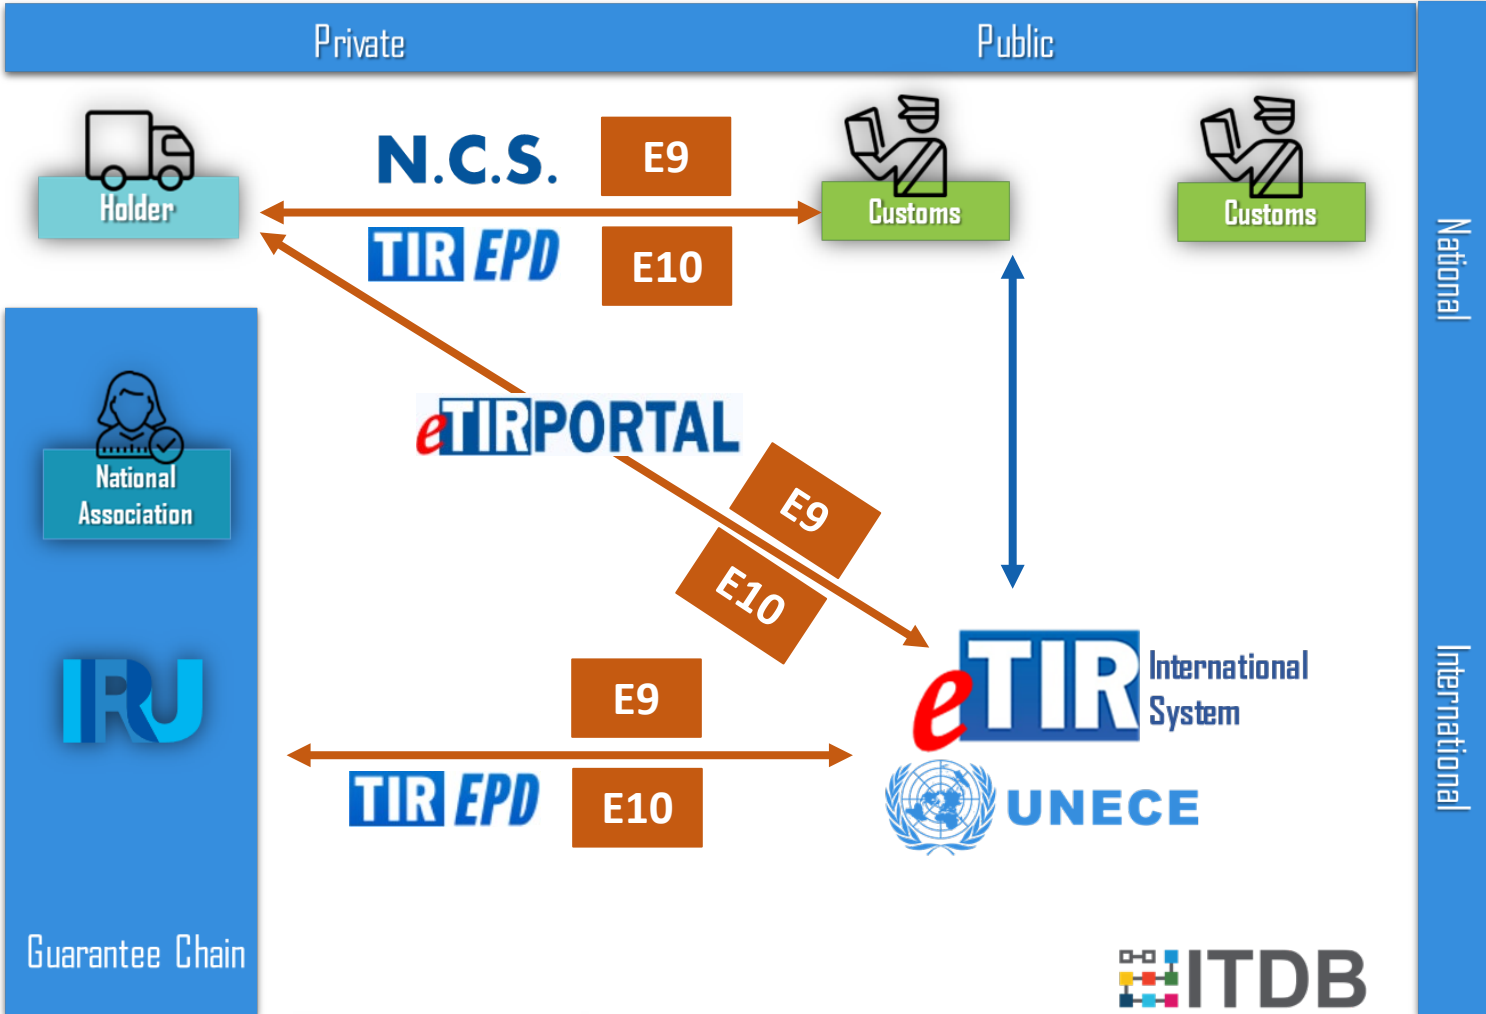 Private
Public
Holder
N.C.S.
E9
TIR EPD
E10
Customs
Customs
National
eTIRPORTAL
E9
E10
National
Association
IRU
E9
TIR EPD
E10
eTIR International
System
UNECE
International
Guarantee Chain
ITDB